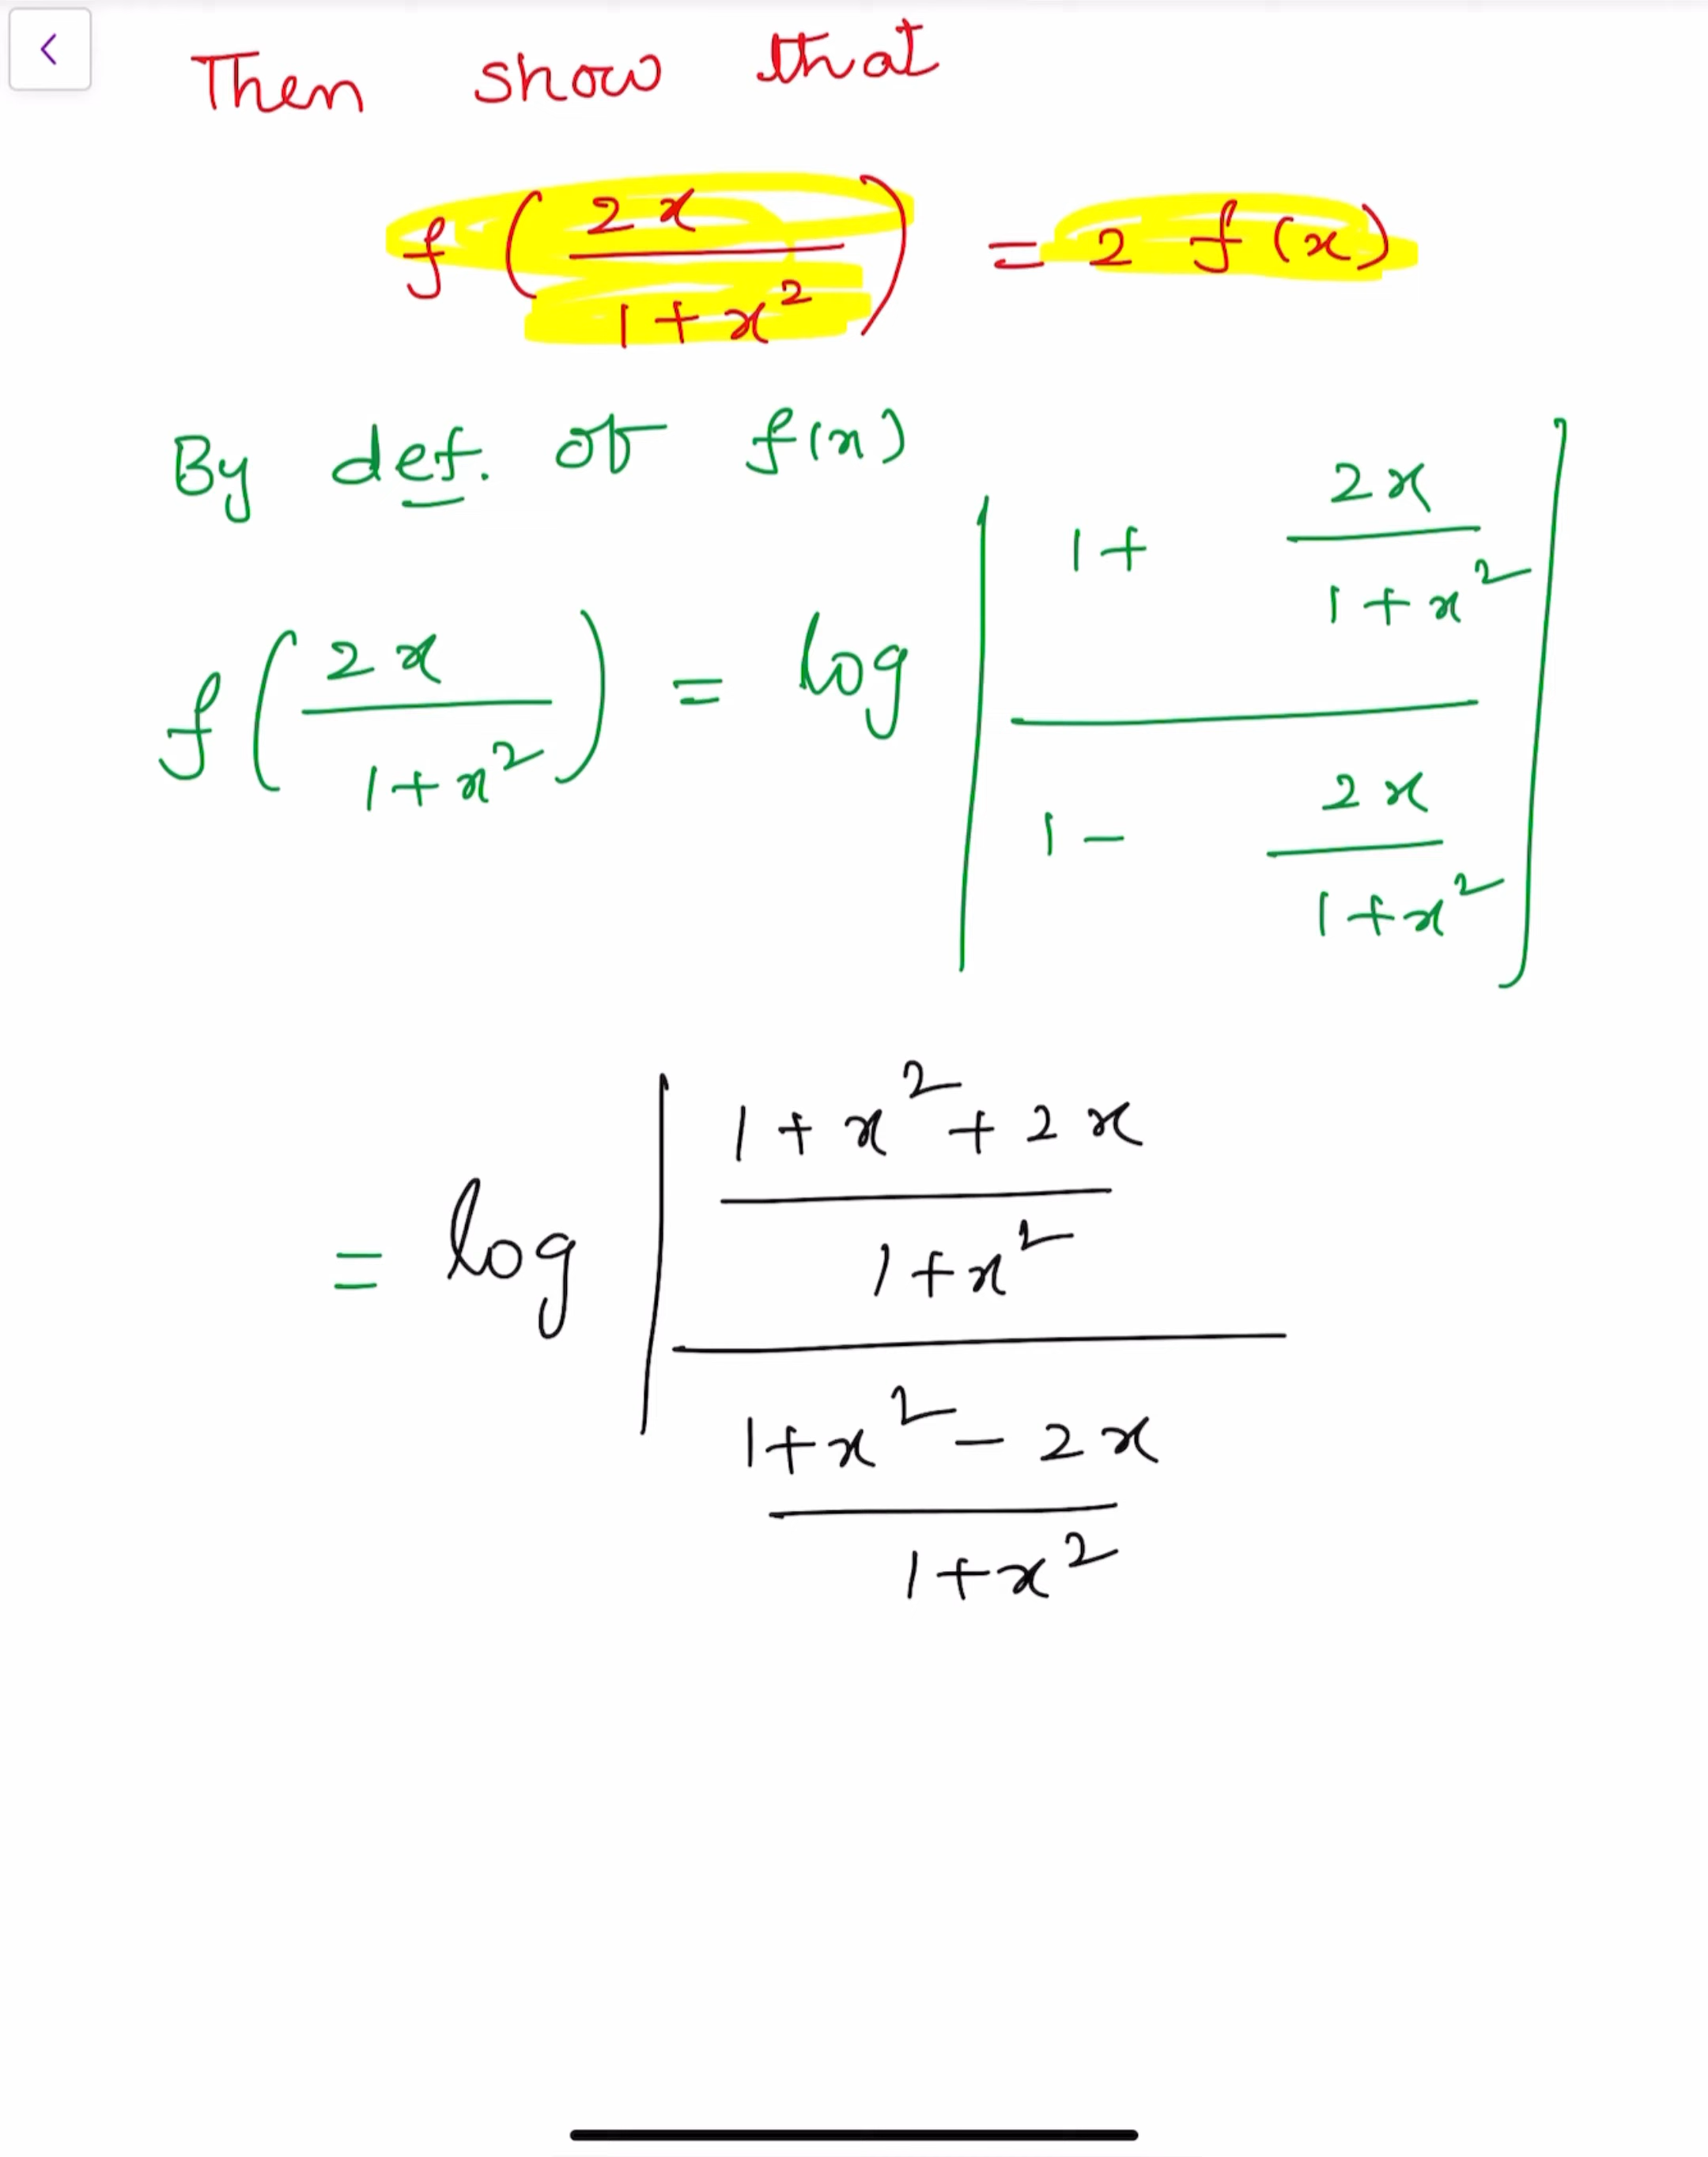 Then show that
f(2x/(1+x²)) = 2 f(x)
By def. of f(x)
f(2x/(1+x²)) = log |(1+ 2x/(1+x²))/(1- 2x/(1+x²))|
= log |((1+x²+2x)/(1+x²))/((1+x²-2x)/(1+x²))